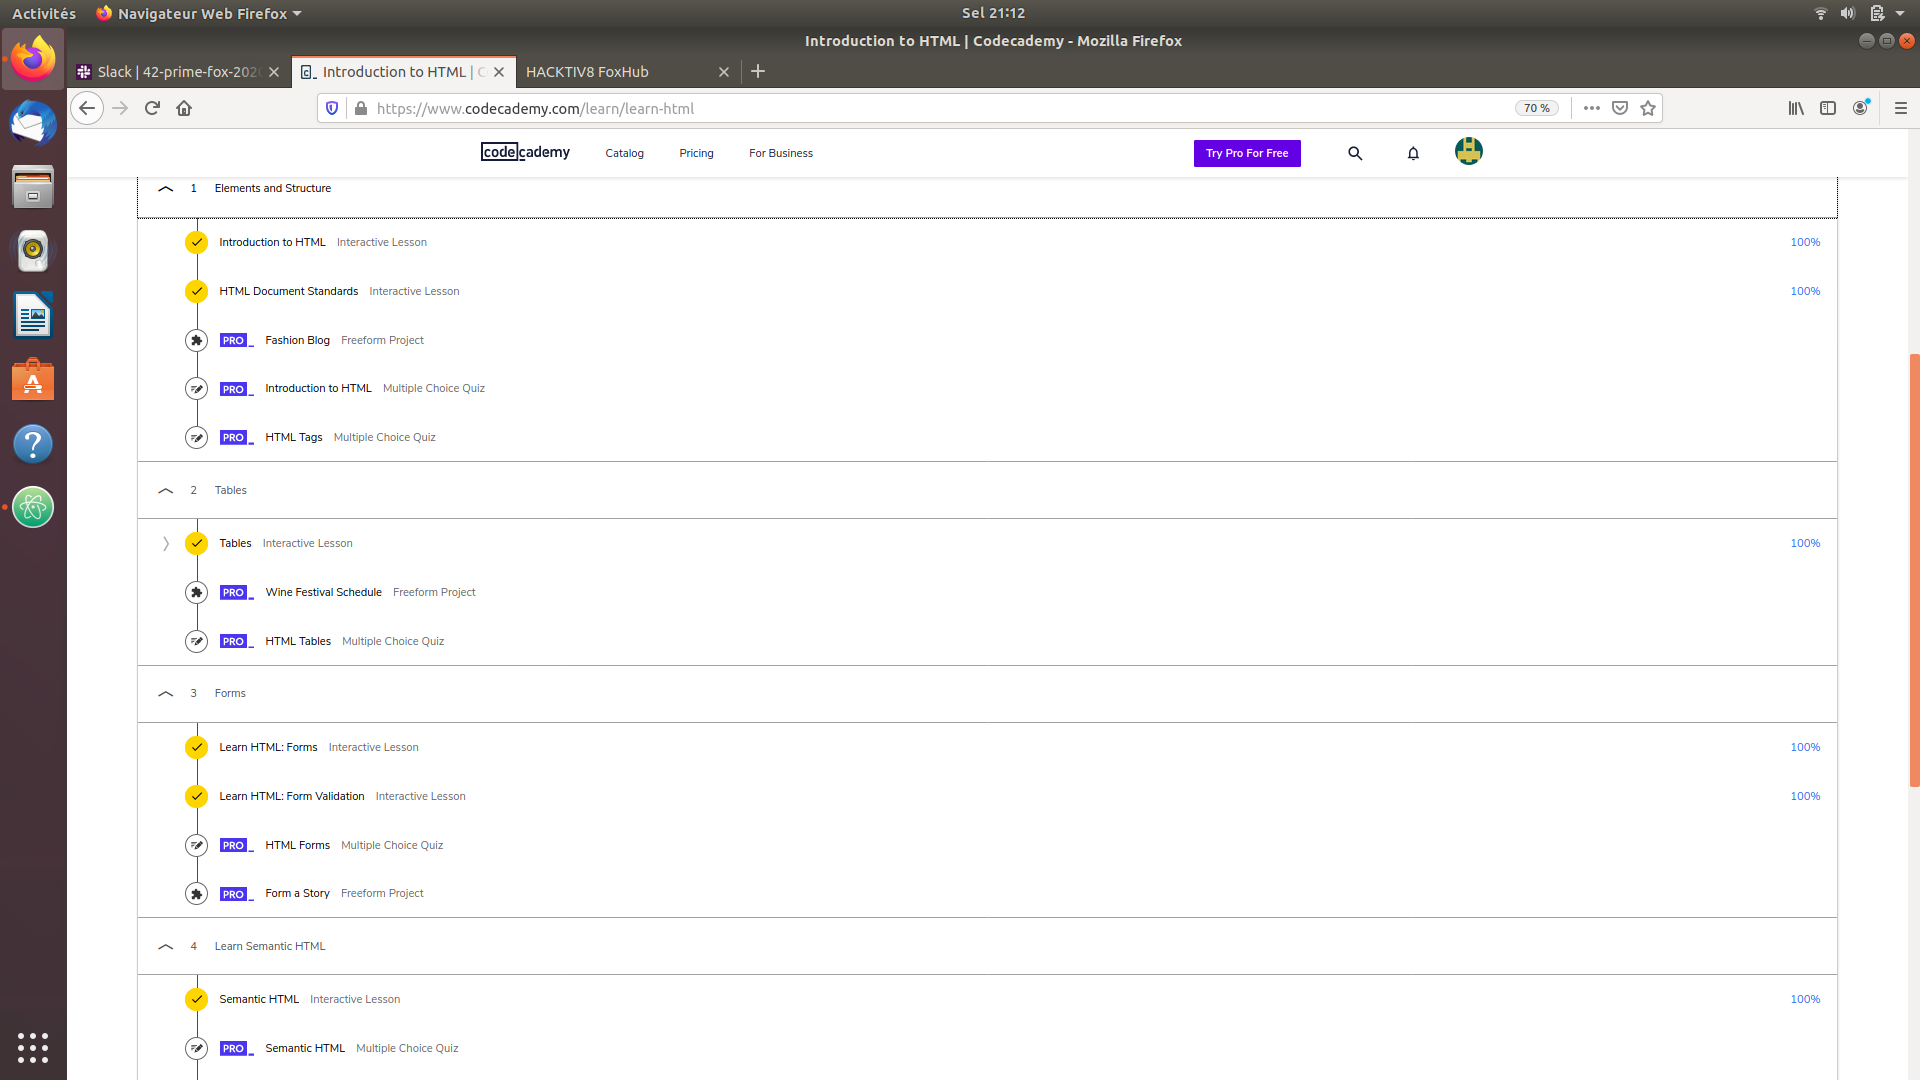 Activités Navigateur Web Firefox Sel 21:12
Introduction to HTML | Codecademy - Mozilla Firefox
Slack | 42-prime-fox-202 Introduction to HTML | HACKTIV8 FoxHub
https://www.codecademy.com/learn/learn-html 70 %
codecademy Catalog Pricing For Business Try Pro For Free
1 Elements and Structure
Introduction to HTML Interactive Lesson 100%
HTML Document Standards Interactive Lesson 100%
PRO Fashion Blog Freeform Project
PRO Introduction to HTML Multiple Choice Quiz
PRO HTML Tags Multiple Choice Quiz
2 Tables
Tables Interactive Lesson 100%
PRO Wine Festival Schedule Freeform Project
PRO HTML Tables Multiple Choice Quiz
3 Forms
Learn HTML: Forms Interactive Lesson 100%
Learn HTML: Form Validation Interactive Lesson 100%
PRO HTML Forms Multiple Choice Quiz
PRO Form a Story Freeform Project
4 Learn Semantic HTML
Semantic HTML Interactive Lesson 100%
PRO Semantic HTML Multiple Choice Quiz